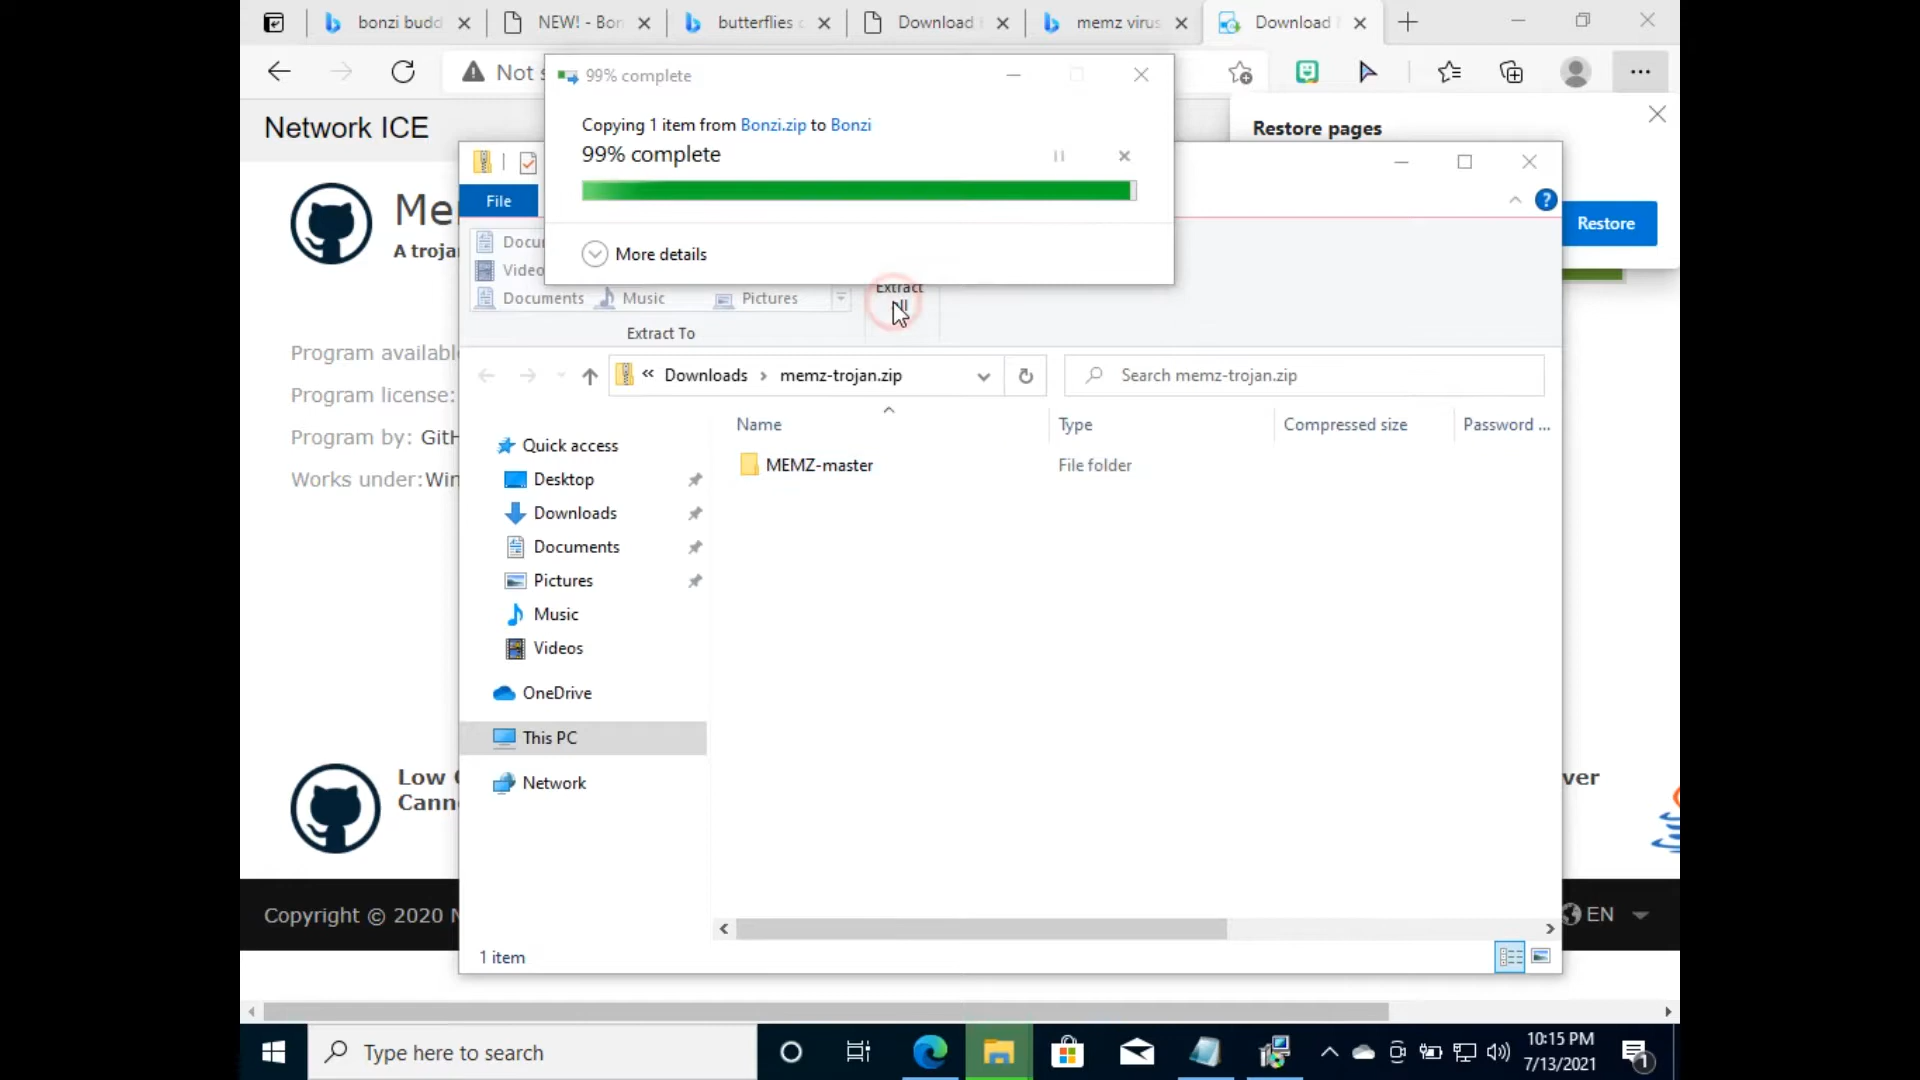 bonzi budd
NEW! - Bon
butterflies
Download
memz virus
Download
Not s
99% complete
Network ICE
Copying 1 item from Bonzi.zip to Bonzi
99% complete
More details
Restore pages
Restore
File
Me
A troja
Docu
Video
Documents
Music
Pictures
Extract
Extract To
Downloads
memz-trojan.zip
Search memz-trojan.zip
Name
Type
Compressed size
Password ...
MEMZ-master
File folder
Quick access
Desktop
Downloads
Documents
Pictures
Music
Videos
OneDrive
This PC
Network
1 item
Program availabl
Program license:
Program by: GitH
Works under:Win
Low
Canno
ver
Copyright © 2020 N
EN
Type here to search
10:15 PM
7/13/2021
1